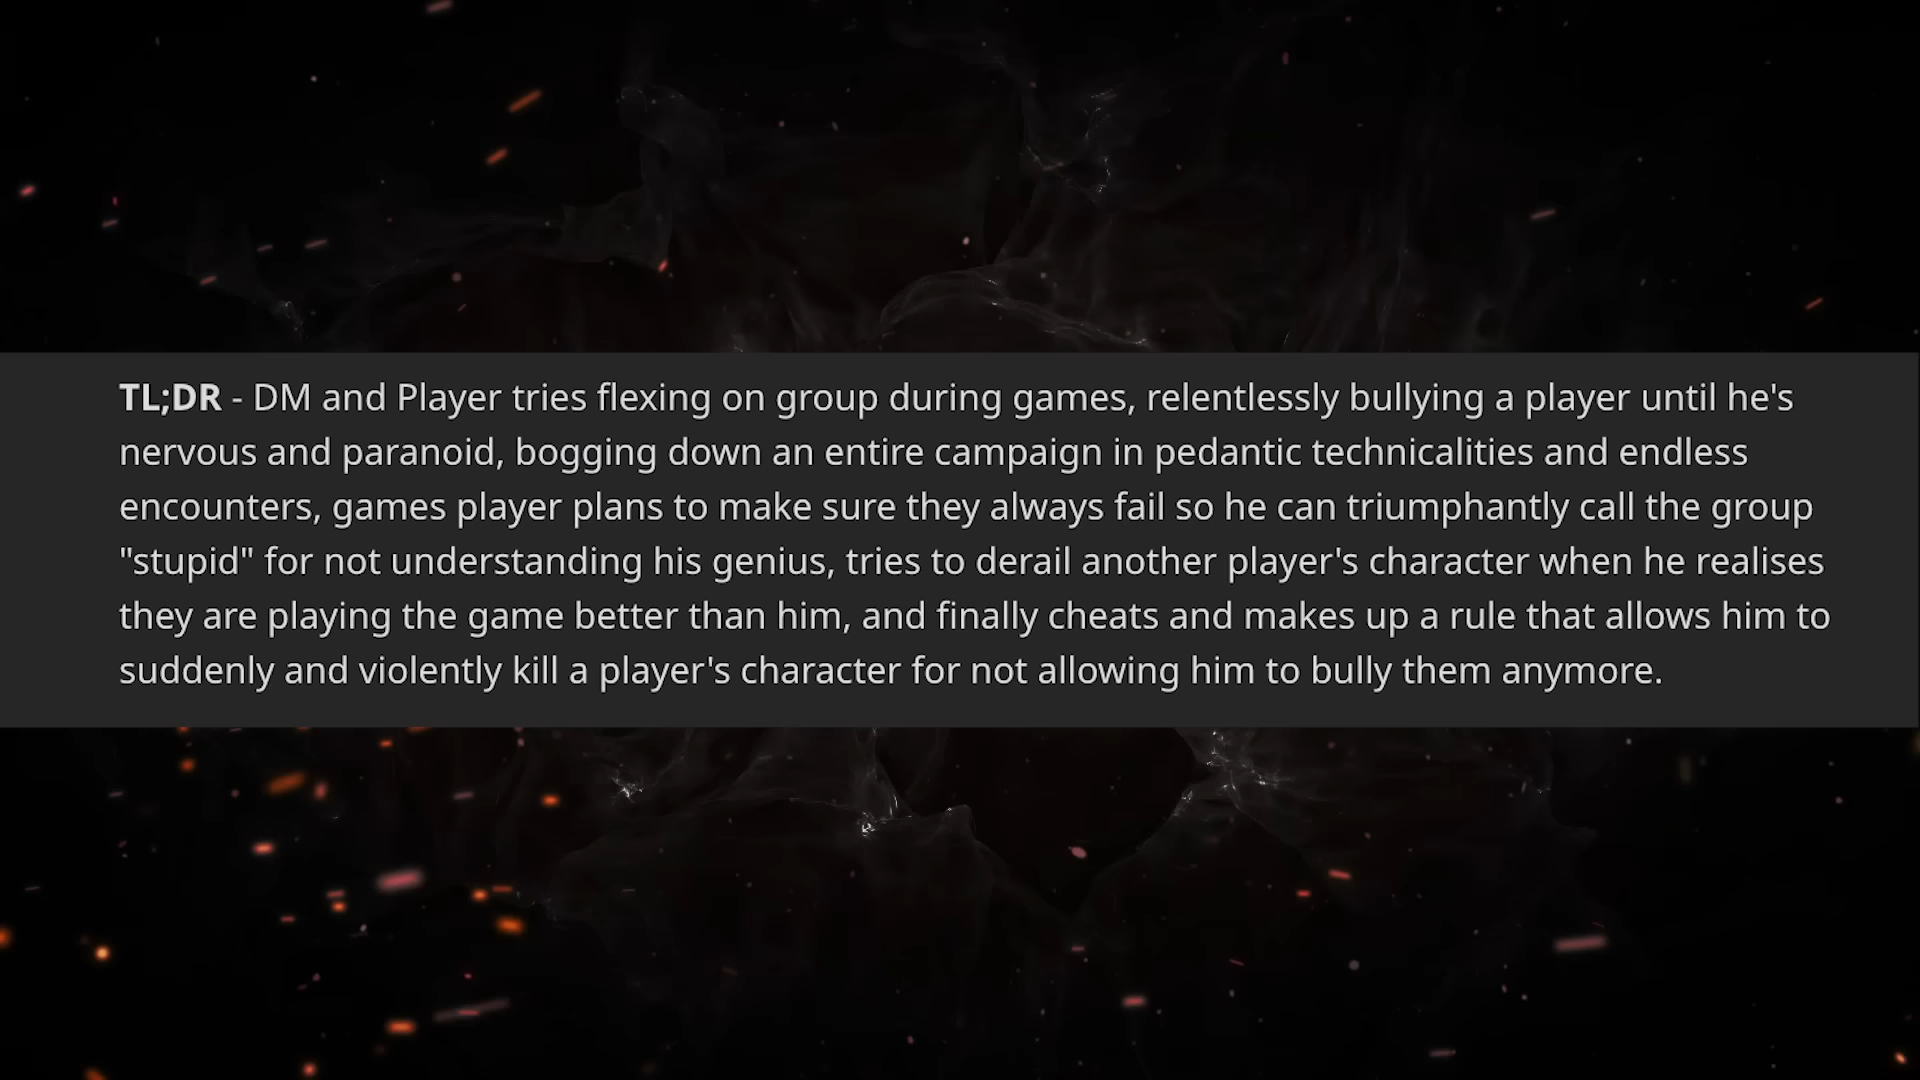 TL;DR - DM and Player tries flexing on group during games, relentlessly bullying a player until he's
nervous and paranoid, bogging down an entire campaign in pedantic technicalities and endless
encounters, games player plans to make sure they always fail so he can triumphantly call the group
"stupid" for not understanding his genius, tries to derail another player's character when he realises
they are playing the game better than him, and finally cheats and makes up a rule that allows him to
suddenly and violently kill a player's character for not allowing him to bully them anymore.